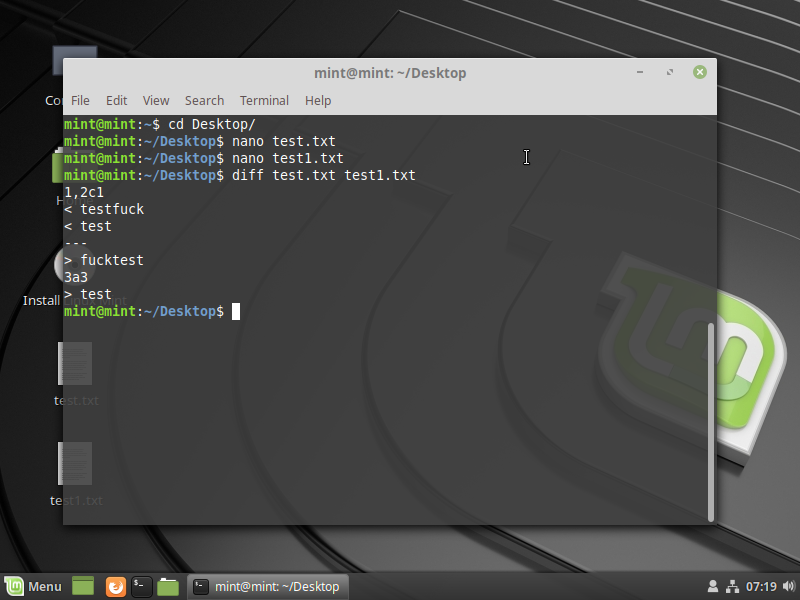 mint@mint: ~/Desktop
File Edit View Search Terminal Help
mint@mint:~$ cd Desktop/
mint@mint:~/Desktop$ nano test.txt
mint@mint:~/Desktop$ nano test1.txt
mint@mint:~/Desktop$ diff test.txt test1.txt
1,2c1
< testfuck
< test
---
> fucktest
3a3
> test
mint@mint:~/Desktop$
Install
test.txt
test1.txt
Menu
mint@mint: ~/Desktop
07:19